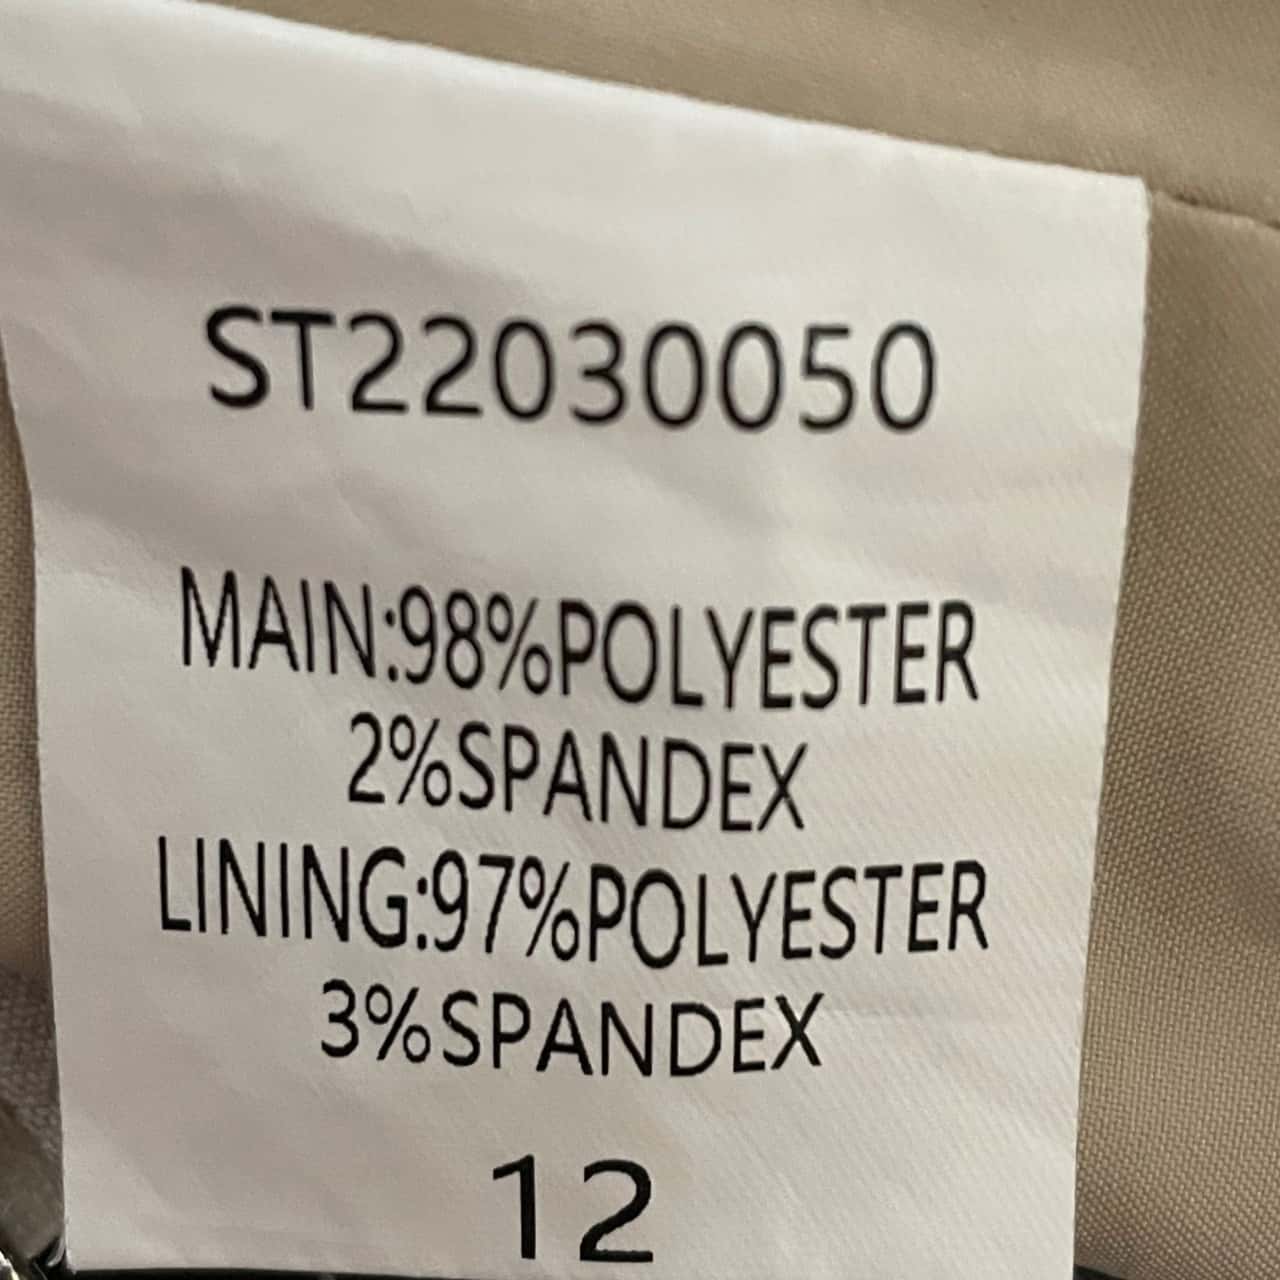 ST22030050
MAIN:98%POLYESTER
2%SPANDEX
LINING:97%POLYESTER
3%SPANDEX
12